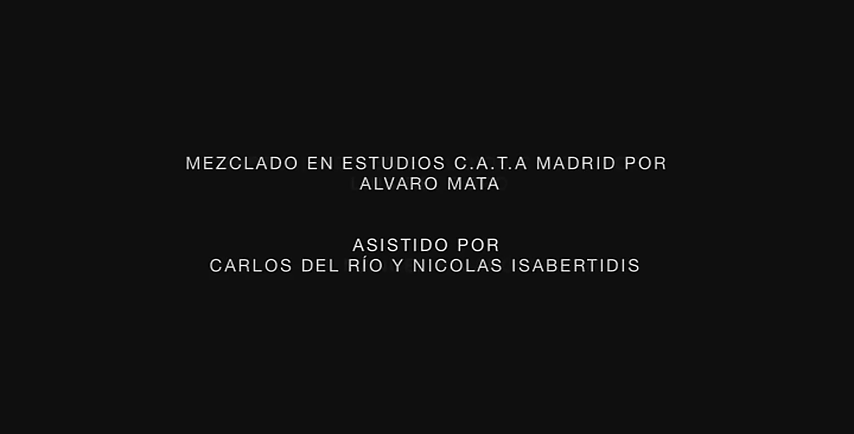 MEZCLADO EN ESTUDIOS C.A.T.A MADRID POR
ALVARO MATA
ASISTIDO POR
CARLOS DEL RÍO Y NICOLAS ISABERTIDIS